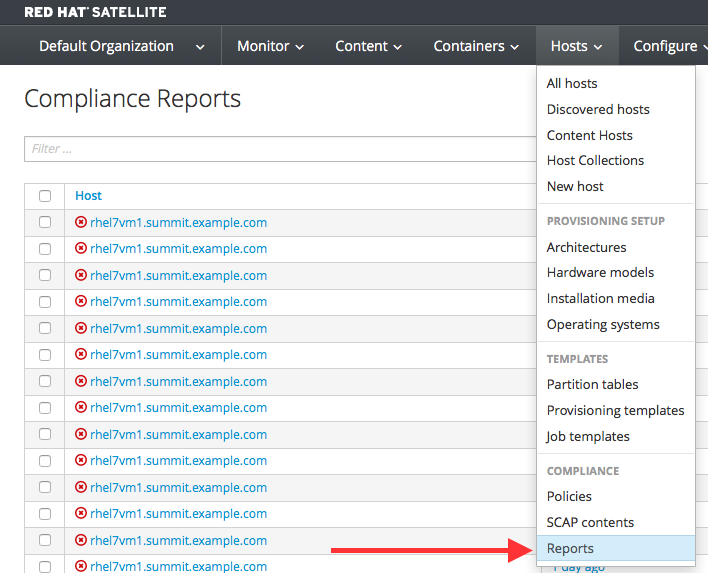 RED HAT® SATELLITE
Default Organization Monitor Content Containers Hosts Configure
Compliance Reports
Filter ...
Host
rhel7vm1.summit.example.com
rhel7vm1.summit.example.com
rhel7vm1.summit.example.com
rhel7vm1.summit.example.com
rhel7vm1.summit.example.com
rhel7vm1.summit.example.com
rhel7vm1.summit.example.com
rhel7vm1.summit.example.com
rhel7vm1.summit.example.com
rhel7vm1.summit.example.com
rhel7vm1.summit.example.com
rhel7vm1.summit.example.com
rhel7vm1.summit.example.com
rhel7vm1.summit.example.com
All hosts
Discovered hosts
Content Hosts
Host Collections
New host
PROVISIONING SETUP
Architectures
Hardware models
Installation media
Operating systems
TEMPLATES
Partition tables
Provisioning templates
Job templates
COMPLIANCE
Policies
SCAP contents
Reports
1 day ago